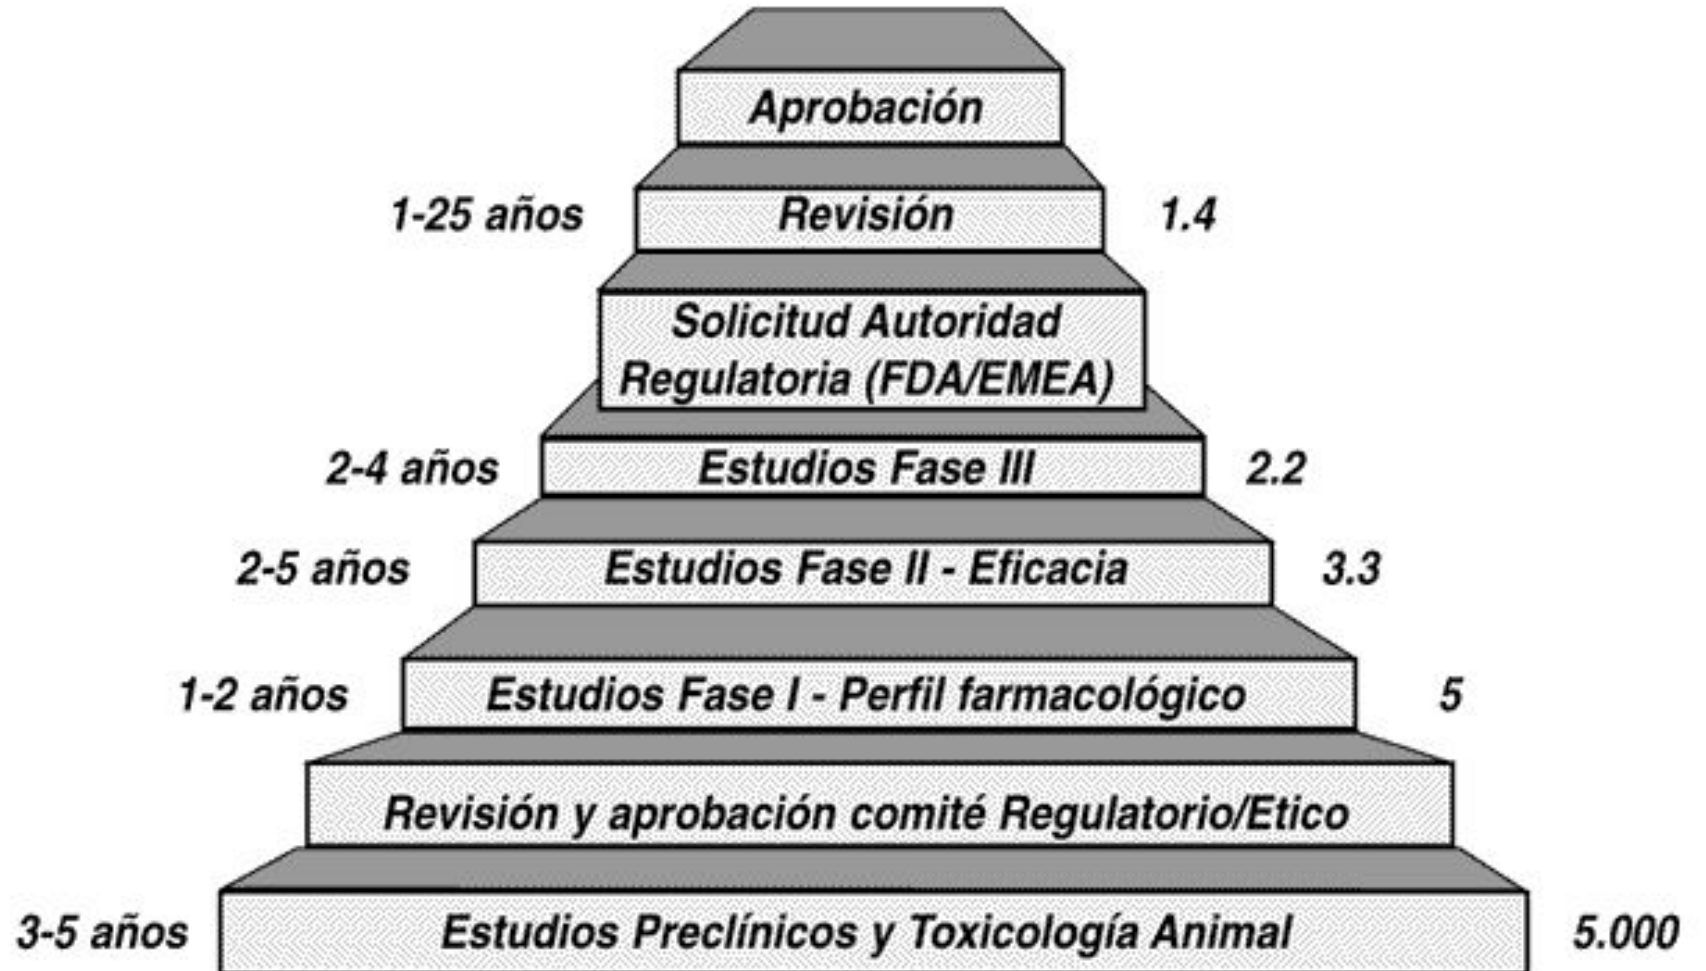 Aprobación
1-25 años Revisión 1.4
Solicitud Autoridad
Regulatoria (FDA/EMEA)
2-4 años Estudios Fase III 2.2
2-5 años Estudios Fase II - Eficacia 3.3
1-2 años Estudios Fase I - Perfil farmacológico 5
Revisión y aprobación comité Regulatorio/Etico
3-5 años Estudios Preclínicos y Toxicología Animal 5.000